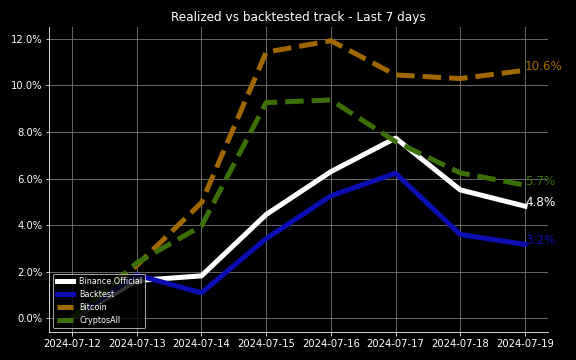 Realized vs backtested track - Last 7 days
12.0%
10.0%
8.0%
6.0%
4.0%
2.0%
0.0%
10.6%
5.7%
4.8%
3.2%
Binance Official
Backtest
Bitcoin
CryptosAll
2024-07-12 2024-07-13 2024-07-14 2024-07-15 2024-07-16 2024-07-17 2024-07-18 2024-07-19